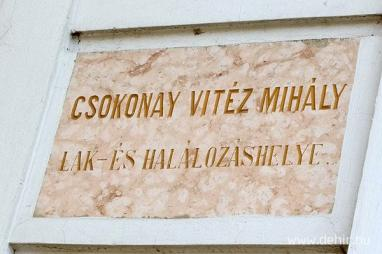 CSOKONAY VITÉZ MIHÁLY
LAK-ÉS HALÁLOZÁSHELYE.
www.dehir.hu